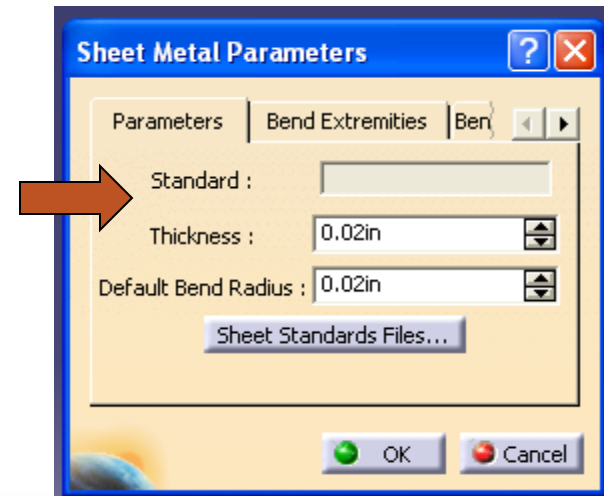 Sheet Metal Parameters ?
Parameters Bend Extremities Ben
Standard :
Thickness : 0.02in
Default Bend Radius : 0.02in
Sheet Standards Files...
OK Cancel